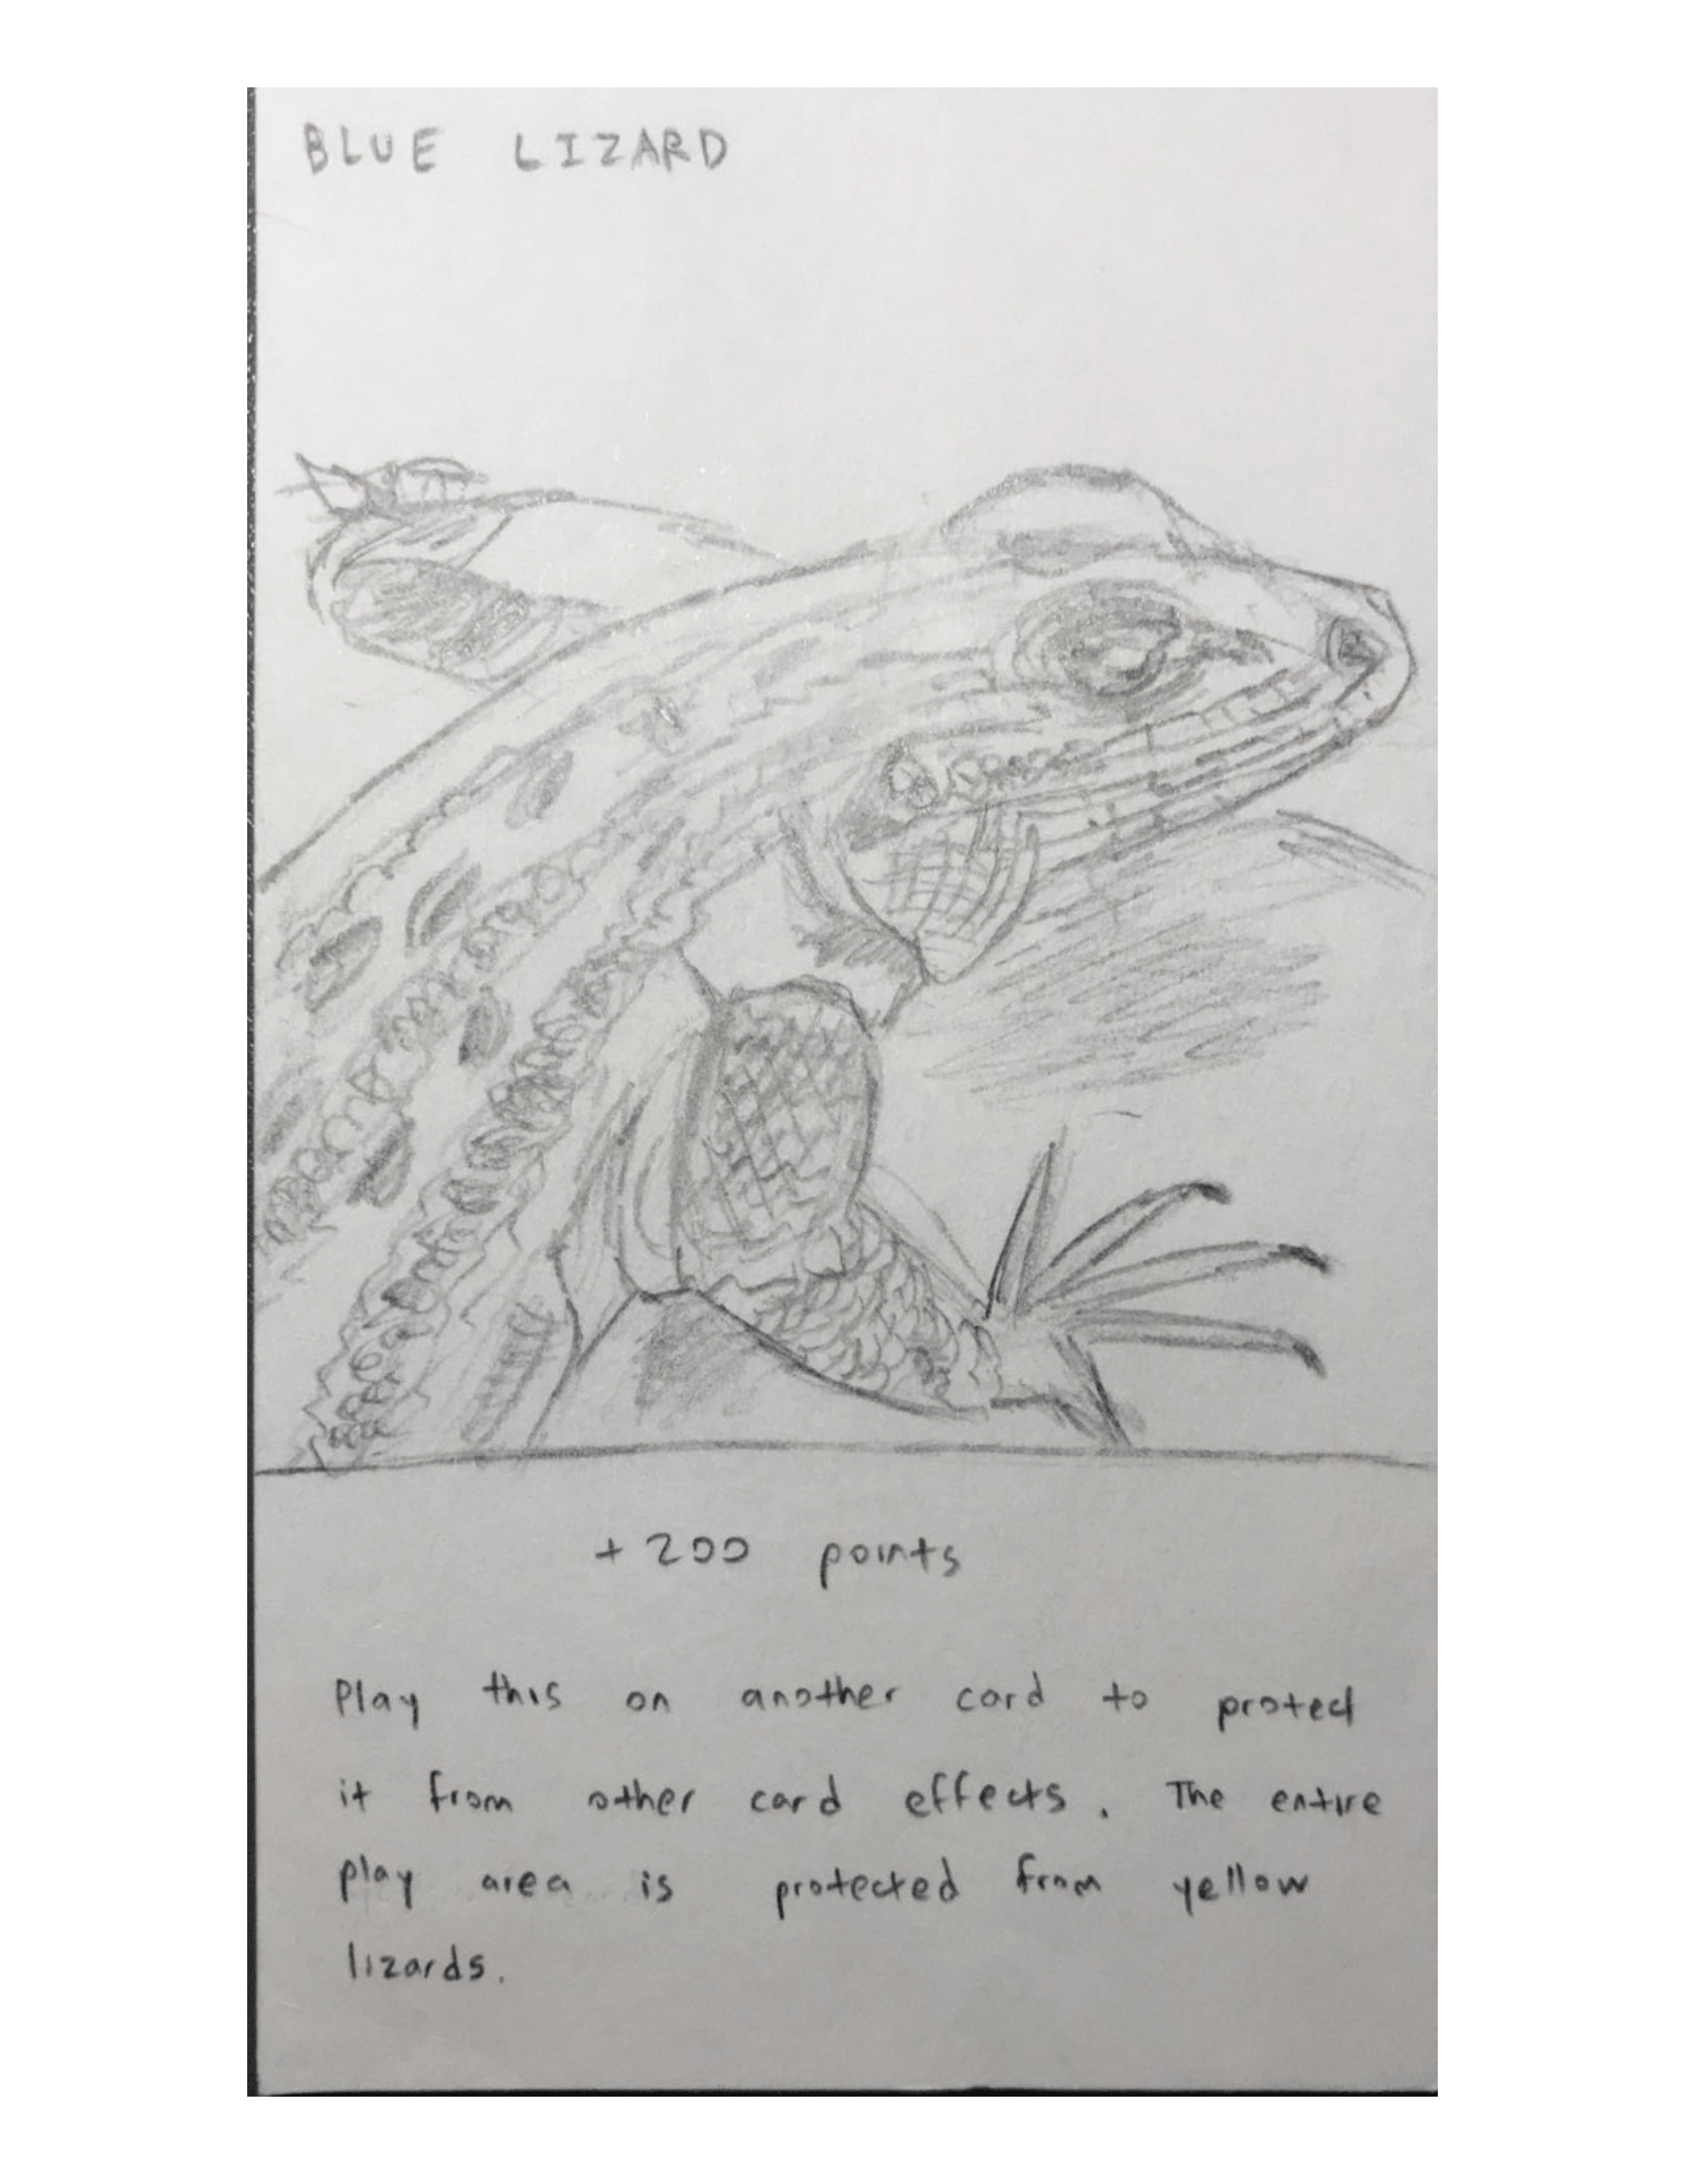 BLUE LIZARD
+200 points
Play this on another card to protect
it from other card effects. The entire
play area is protected from yellow
lizards.